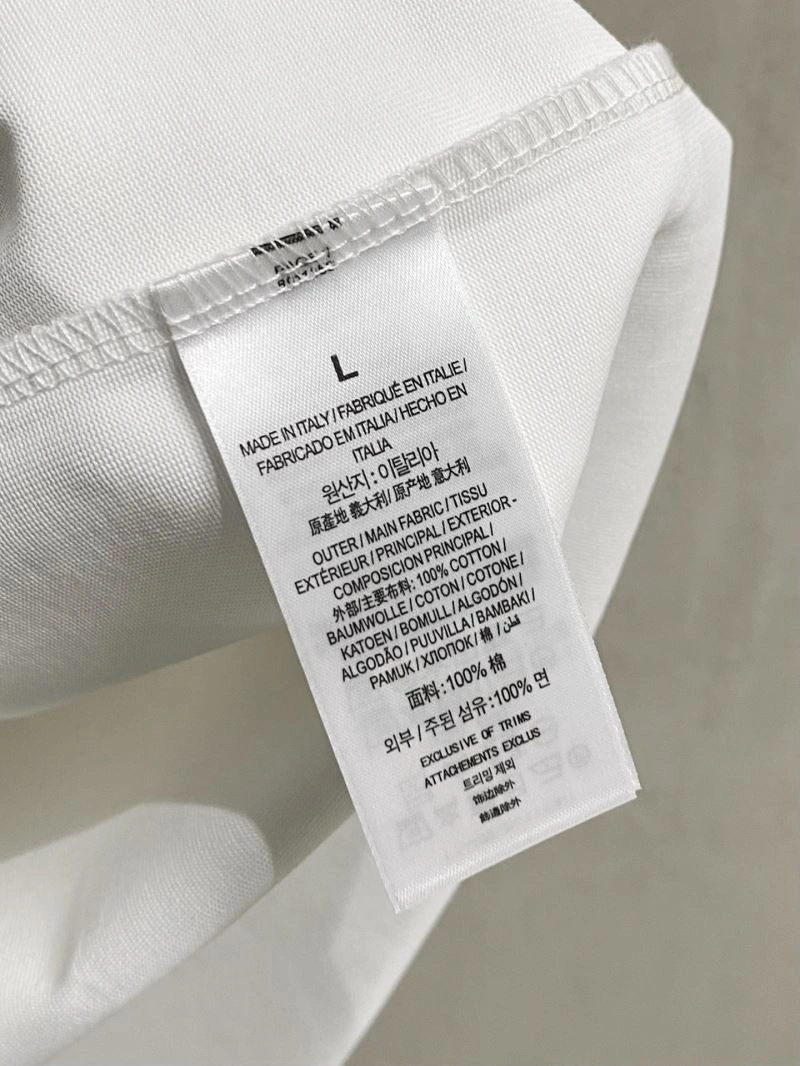 L
MADE IN ITALY / FABRIQUÉ EN ITALIE /
FABRICADO EM ITALIA / HECHO EN
ITALIA
원산지 : 이틸리아
原產地 義大利/ 原产地 意大利
OUTER / MAIN FABRIC / TISSU
EXTÉRIEUR / PRINCIPAL / EXTERIOR -
COMPOSICION PRINCIPAL /
外部/主要布料: 100% COTTON /
BAUMWOLLE / COTON / COTONE /
KATOEN / BOMULL / ALGODÓN /
ALGODÃO / PUUVILLA / BAMBAKI /
PAMUK / ХЛОПОК / 棉 / قطن /
面料 : 100% 棉
외부 / 주된 섬유 : 100% 면
EXCLUSIVE OF TRIMS
ATTACHEMENTS EXCLUS
트리밍 제외
饰边除外
飾邊除外